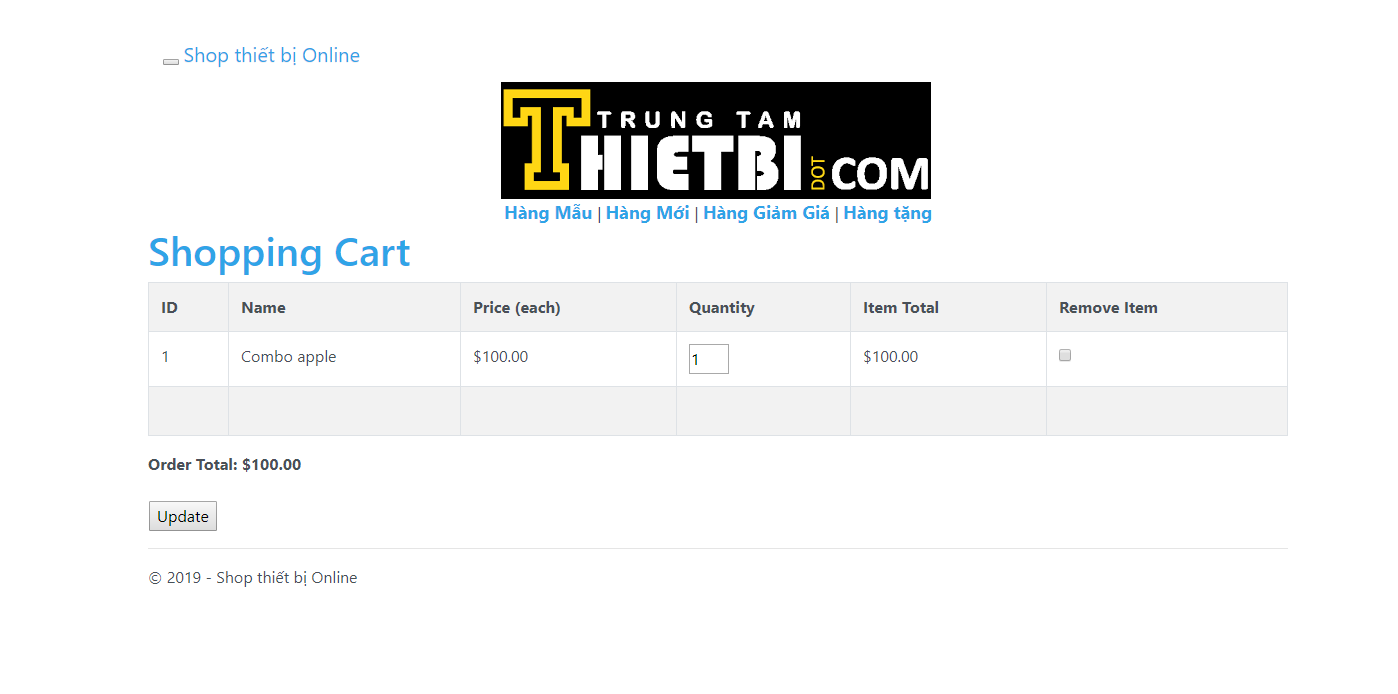 Shop thiết bị Online
TRUNG TAM
THIETBI DOT COM
Hàng Mẫu | Hàng Mới | Hàng Giảm Giá | Hàng tặng
Shopping Cart
ID Name Price (each) Quantity Item Total Remove Item
1 Combo apple $100.00 1 $100.00
Order Total: $100.00
Update
© 2019 - Shop thiết bị Online